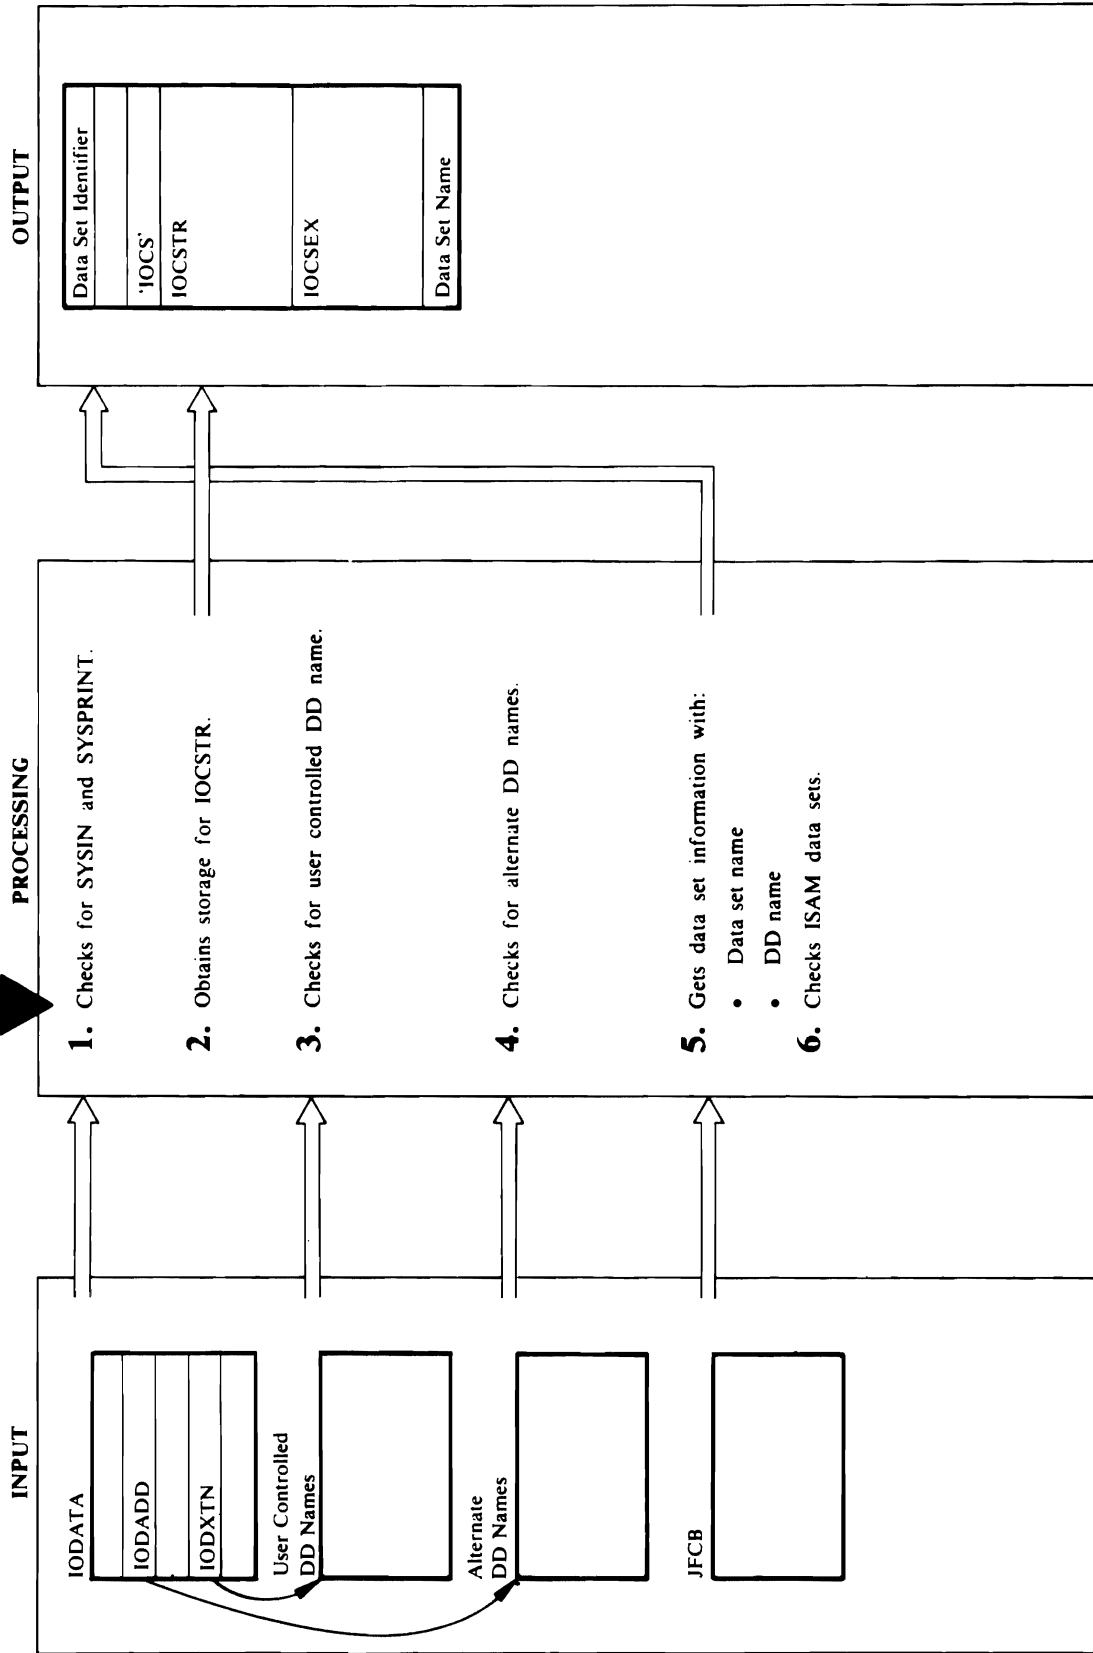 INPUT
IODATA
IODADD
IODXTN
User Controlled
DD Names
Alternate
DD Names
JFCB
PROCESSING
1. Checks for SYSIN and SYSPRINT.
2. Obtains storage for IOCSTR.
3. Checks for user controlled DD name.
4. Checks for alternate DD names.
5. Gets data set information with:
• Data set name
• DD name
6. Checks ISAM data sets.
OUTPUT
Data Set Identifier
'IOCS'
IOCSTR
IOCSEX
Data Set Name